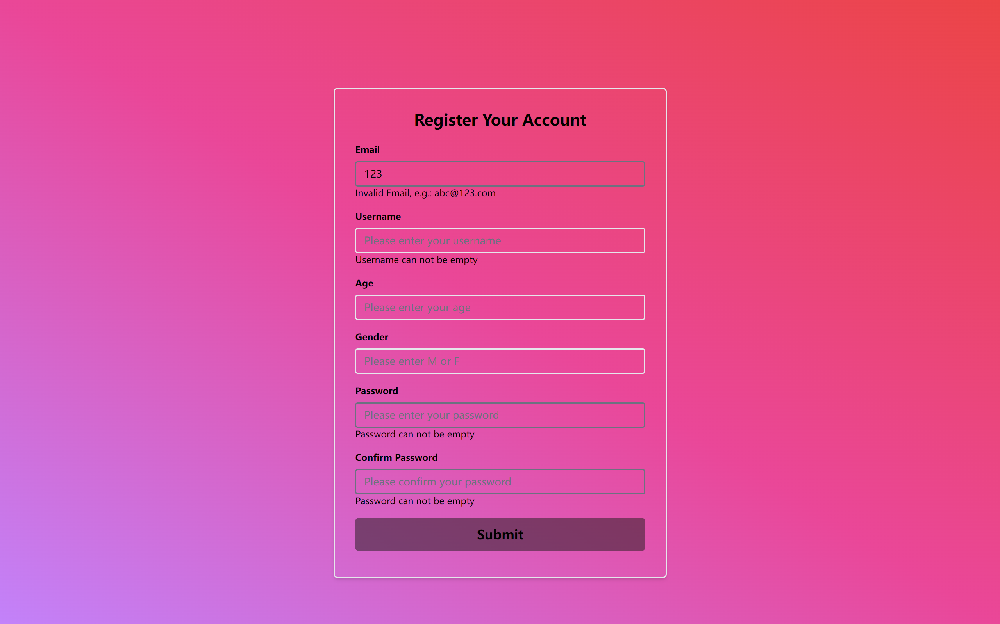 Register Your Account
Email
123
Invalid Email, e.g.: abc@123.com
Username
Please enter your username
Username can not be empty
Age
Please enter your age
Gender
Please enter M or F
Password
Please enter your password
Password can not be empty
Confirm Password
Please confirm your password
Password can not be empty
Submit